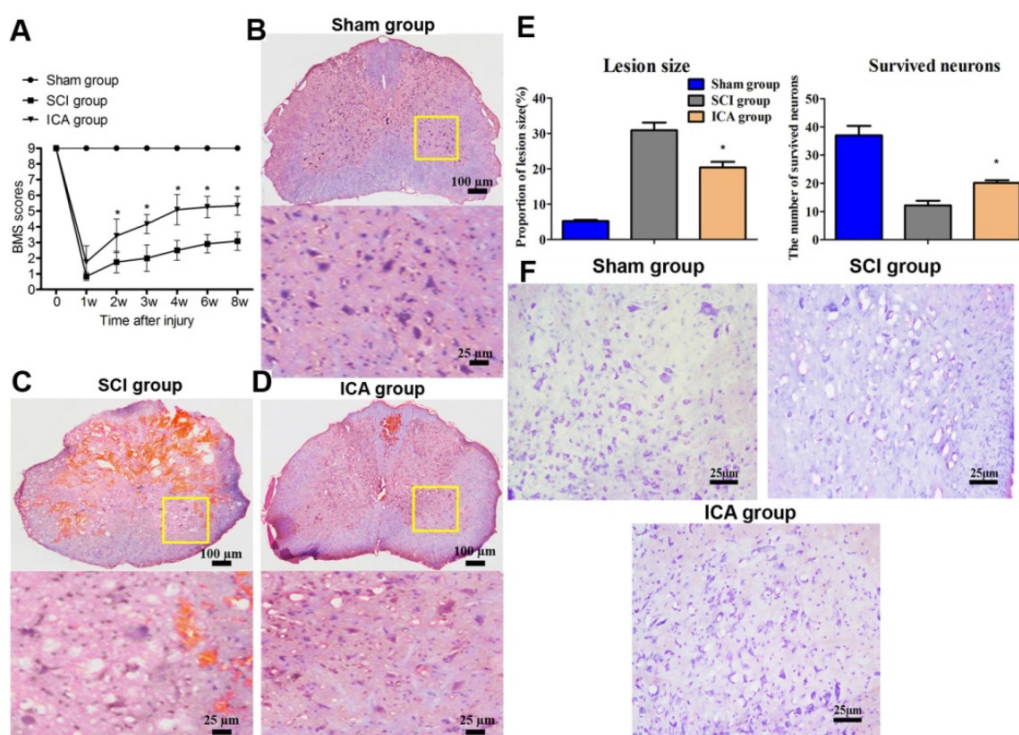 A
Sham group
SCI group
ICA group
BMS scores
9
8
7
6
5
4
3
2
1
0
* * * * *
0 1w 2w 3w 4w 6w 8w
Time after injury
B
Sham group
100 µm
25 µm
C
SCI group
100 µm
25 µm
D
ICA group
100 µm
25 µm
E
Lesion size
Sham group
SCI group
ICA group
Proportion of lesion size(%)
40
30
20
10
0
*
Survived neurons
The number of survived neurons
50
40
30
20
10
0
*
F
Sham group
25µm
SCI group
25µm
ICA group
25µm